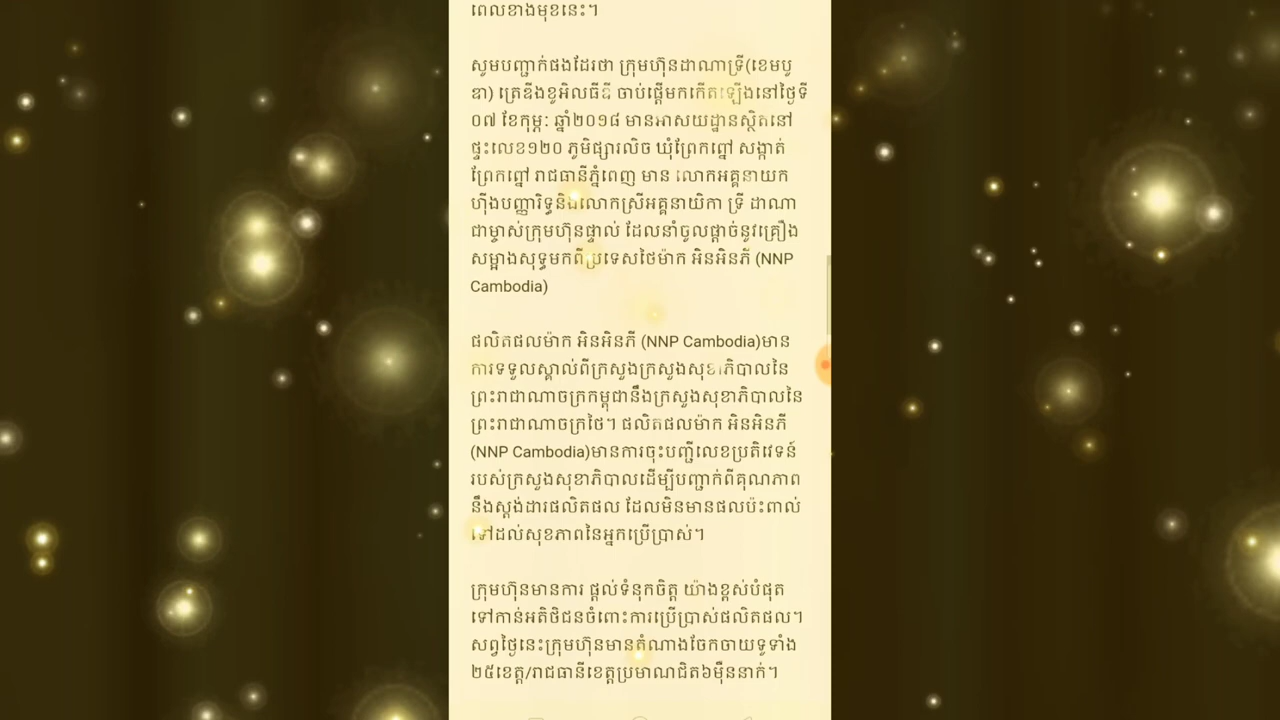 ពេលខាងមុខនេះ។
សូមបញ្ជាក់ផងដែរថា ក្រុមហ៊ុនដាណាទ្រី(ខេមបូ
ឌា) ត្រេឌីងខូអិលធីឌី ចាប់ផ្ដើមកកើតឡើងនៅថ្ងៃទី
០៧ ខែកុម្ភ: ឆ្នាំ២០១៨ មានអាសយដ្ឋានស្ថិតនៅ
ផ្ទះលេខ១២០ ភូមិផ្សារលិច ឃុំព្រែកព្នៅ សង្កាត់
ព្រែកព្នៅ រាជធានីភ្នំពេញ មាន លោកអគ្គនាយក
ហ៊ីងបញ្ញារិទ្ធនិងលោកស្រីអគ្គនាយិកា ទ្រី ដាណា
ជាម្ចាស់ក្រុមហ៊ុនផ្ទាល់ ដែលនាំចូលផ្ដាច់នូវគ្រឿង
សម្អាងសុទ្ធមកពីប្រទេសថៃម៉ាក អិនអិនភី (NNP
Cambodia)
ផលិតផលម៉ាក អិនអិនភី (NNP Cambodia)មាន
ការទទួលស្គាល់ពីក្រសួងក្រសួងសុខាភិបាលនៃ
ព្រះរាជាណាចក្រកម្ពុជានឹងក្រសួងសុខាភិបាលនៃ
ព្រះរាជាណាចក្រថៃ។ ផលិតផលម៉ាក អិនអិនភី
(NNP Cambodia)មានការចុះបញ្ជីលេខប្រតិវេទន៍
របស់ក្រសួងសុខាភិបាលដើម្បីបញ្ជាក់ពីគុណភាព
នឹងស្តង់ដារផលិតផល ដែលមិនមានផលប៉ះពាល់
ទៅដល់សុខភាពនៃអ្នកប្រើប្រាស់។
ក្រុមហ៊ុនមានការ ផ្ដល់ទំនុកចិត្ត យ៉ាងខ្ពស់បំផុត
ទៅកាន់អតិថិជនចំពោះការប្រើប្រាស់ផលិតផល។
សព្វថ្ងៃនេះក្រុមហ៊ុនមានតំណាងចែកចាយទូទាំង
២៥ខេត្ត/រាជធានីខេត្តប្រមាណជិត៦ម៉ឺននាក់។